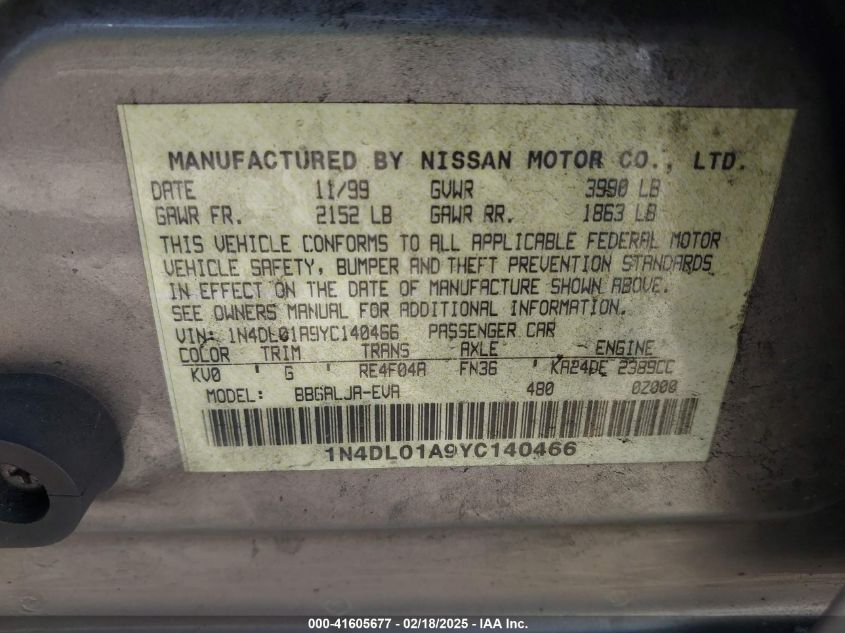 MANUFACTURED BY NISSAN MOTOR CO., LTD.
DATE 11/99 GVWR 3990 LB
GAWR FR. 2152 LB GAWR RR. 1863 LB
THIS VEHICLE CONFORMS TO ALL APPLICABLE FEDERAL MOTOR
VEHICLE SAFETY, BUMPER AND THEFT PREVENTION STANDARDS
IN EFFECT ON THE DATE OF MANUFACTURE SHOWN ABOVE.
SEE OWNERS MANUAL FOR ADDITIONAL INFORMATION.
VIN: 1N4DL01A9YC140466 PASSENGER CAR
COLOR TRIM TRANS AXLE ENGINE
KV0 ' G ' RE4F04A FN36 ' KA24DE 2389CC
MODEL: BBGALJA-EVA 480 0Z000
1N4DL01A9YC140466
000-41605677 - 02/18/2025 - IAA Inc.